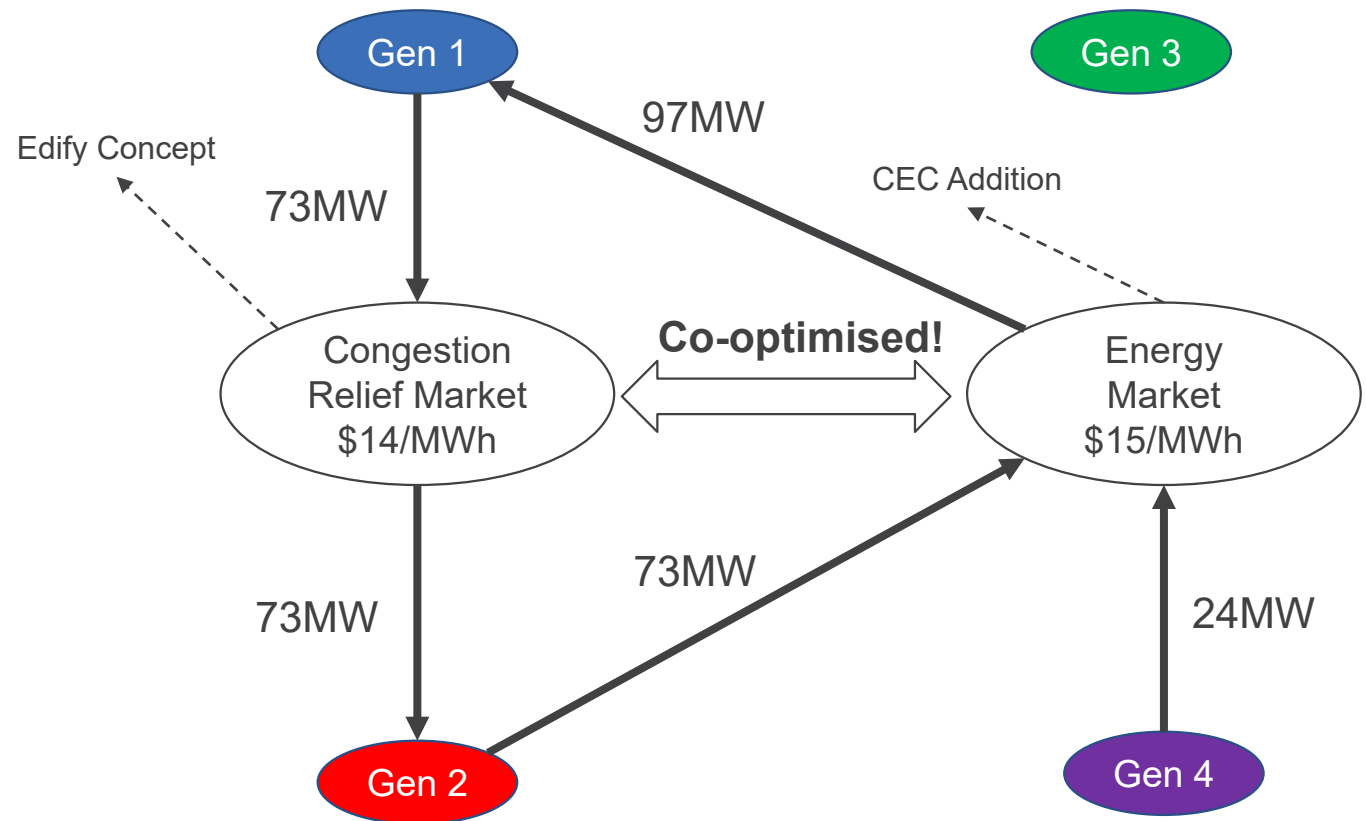 Gen 1
Gen 3
97MW
Edify Concept
CEC Addition
73MW
Co-optimised!
Congestion
Relief Market
$14/MWh
Energy
Market
$15/MWh
73MW
73MW
24MW
Gen 2
Gen 4